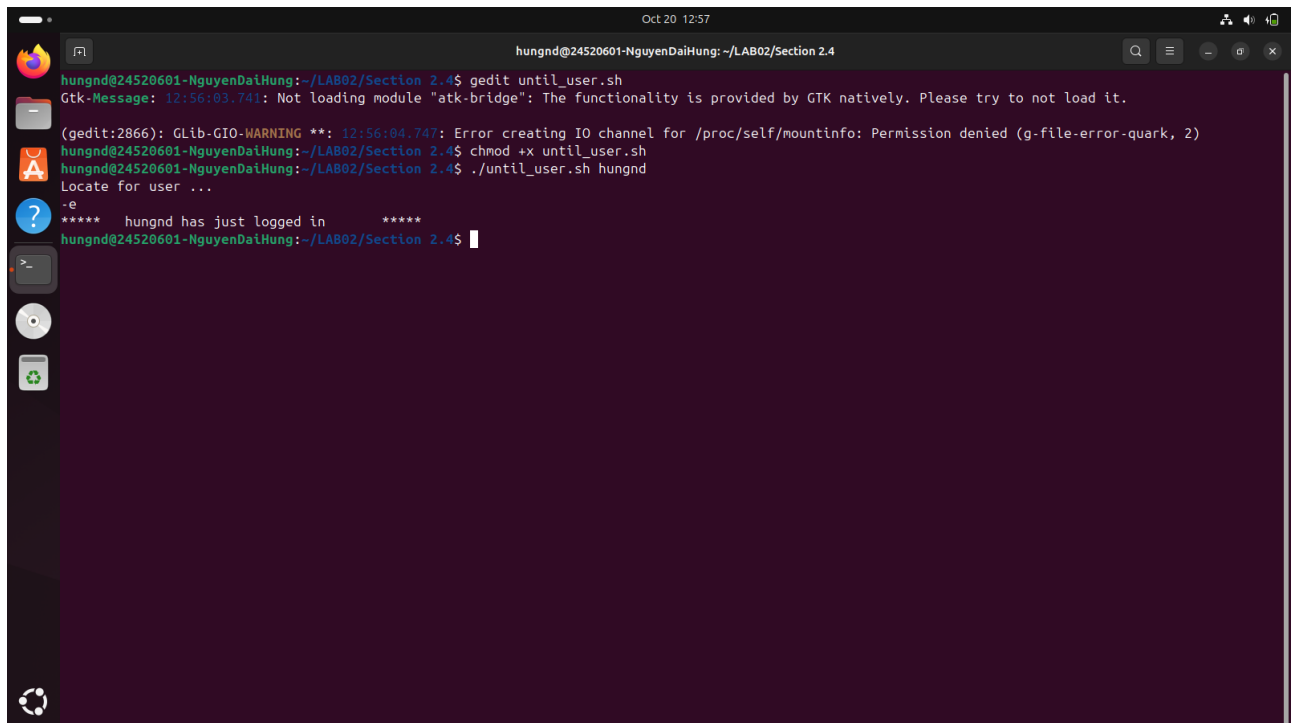 Oct 20 12:57
hungnd@24520601-NguyenDaiHung: ~/LAB02/Section 2.4
hungnd@24520601-NguyenDaiHung:~/LAB02/Section 2.4$ gedit until_user.sh
Gtk-Message: 12:56:03.741: Not loading module "atk-bridge": The functionality is provided by GTK natively. Please try to not load it.
(gedit:2866): GLib-GIO-WARNING **: 12:56:04.747: Error creating IO channel for /proc/self/mountinfo: Permission denied (g-file-error-quark, 2)
hungnd@24520601-NguyenDaiHung:~/LAB02/Section 2.4$ chmod +x until_user.sh
hungnd@24520601-NguyenDaiHung:~/LAB02/Section 2.4$ ./until_user.sh hungnd
Locate for user ...
-e
***** hungnd has just logged in *****
hungnd@24520601-NguyenDaiHung:~/LAB02/Section 2.4$